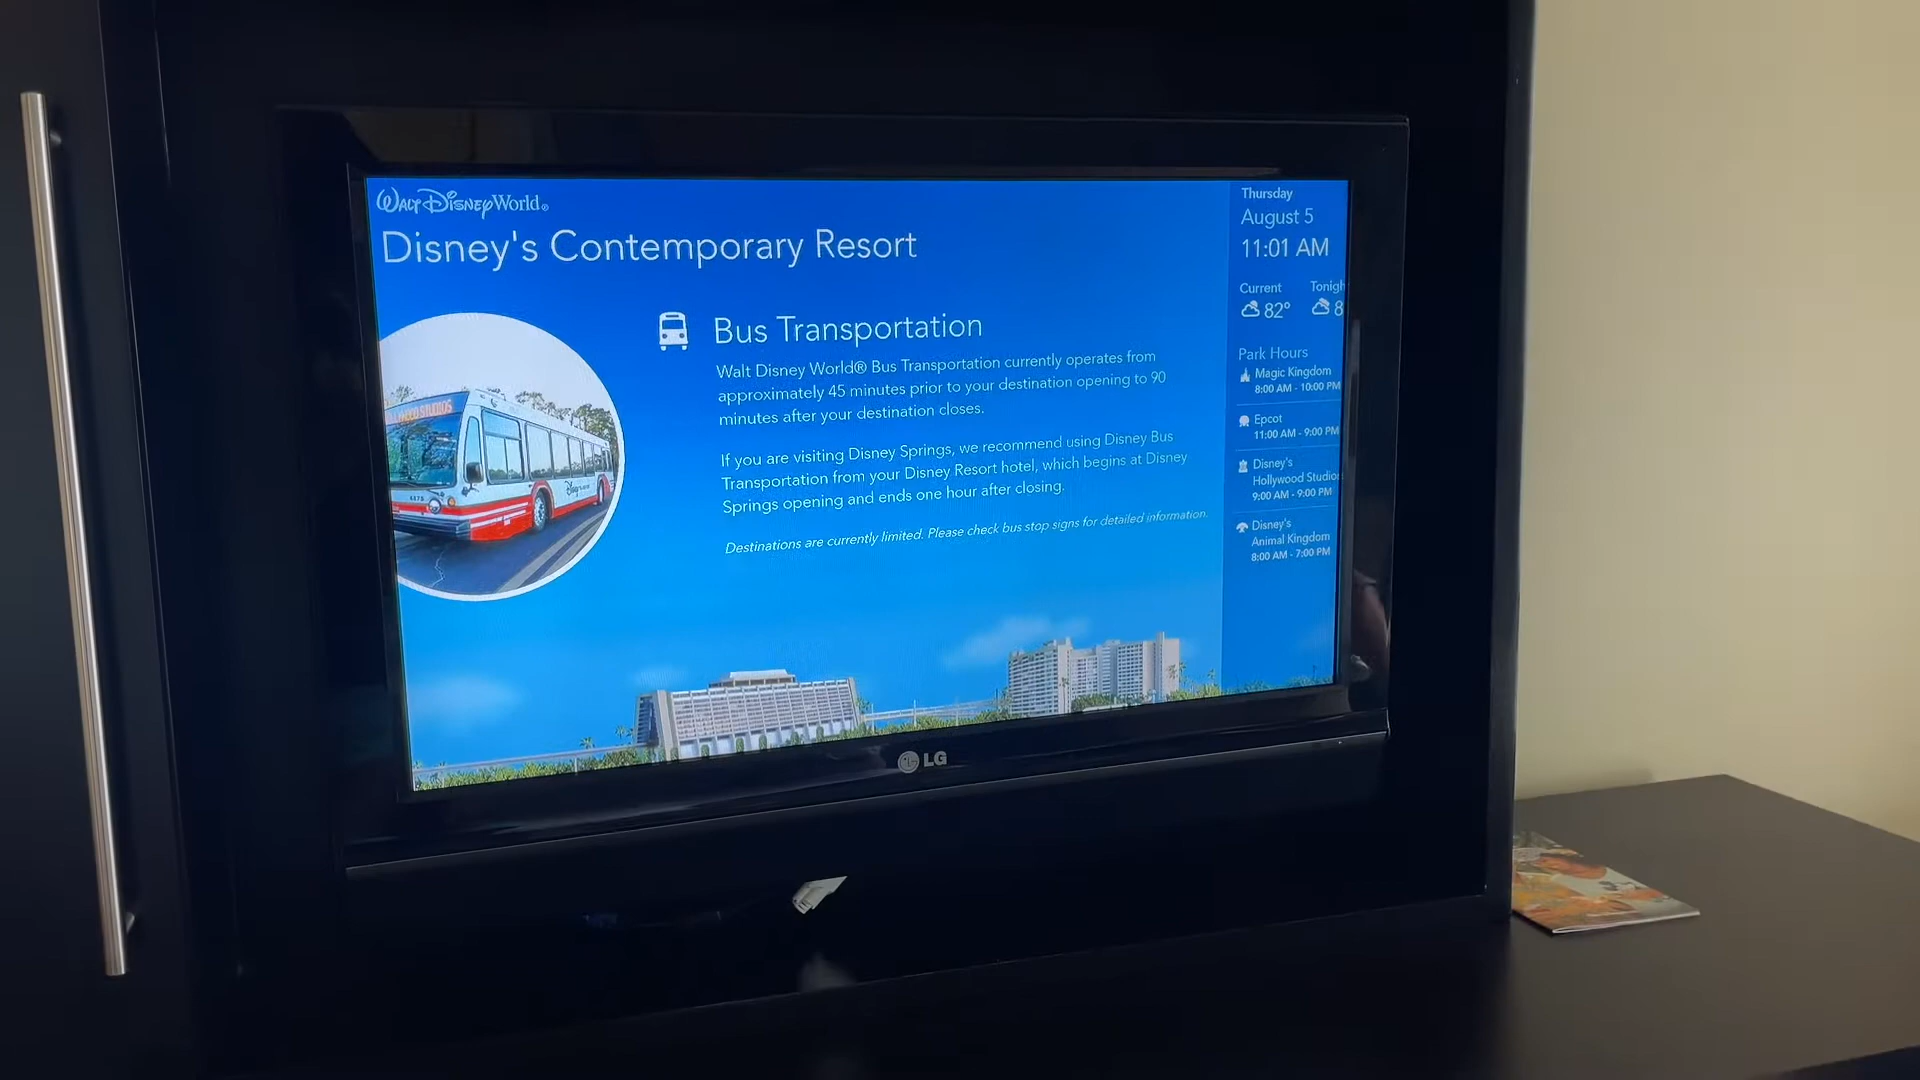 WALT DISNEY World®
Disney's Contemporary Resort
Bus Transportation
Walt Disney World® Bus Transportation currently operates from
approximately 45 minutes prior to your destination opening to 90
minutes after your destination closes.
If you are visiting Disney Springs, we recommend using Disney Bus
Transportation from your Disney Resort hotel, which begins at Disney
Springs opening and ends one hour after closing.
Destinations are currently limited. Please check bus stop signs for detailed information.
Thursday
August 5
11:01 AM
Current Tonigh
82° 8
Park Hours
Magic Kingdom
8:00 AM - 10:00 PM
Epcot
11:00 AM - 9:00 PM
Disney's
Hollywood Studio
9:00 AM - 9:00 PM
Disney's
Animal Kingdom
8:00 AM - 7:00 PM
LG